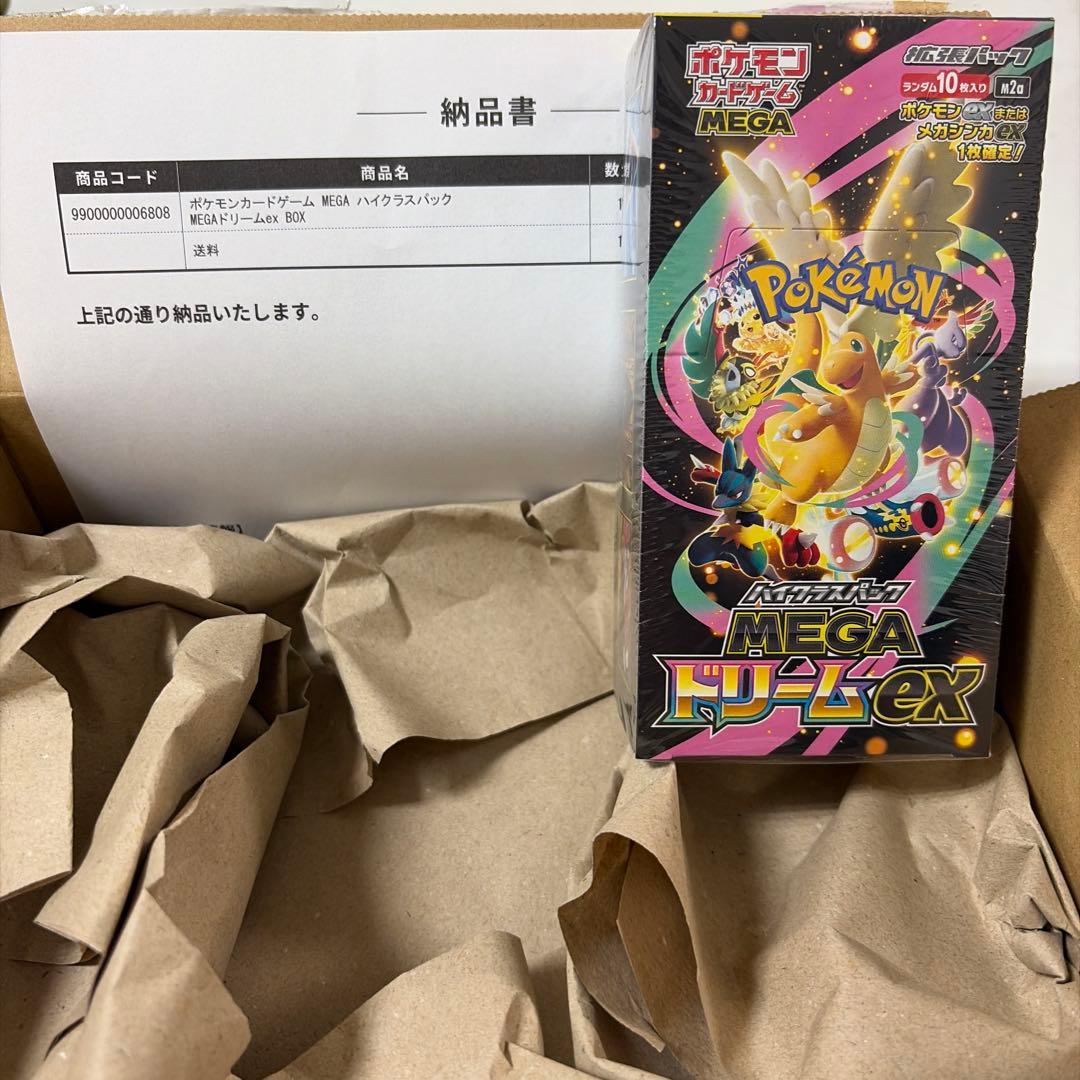 納品書
商品コード 商品名 数
9900000006808 ポケモンカードゲーム MEGA ハイクラスパック
MEGAドリームex BOX 1
送料 1
上記の通り納品いたします。
ポケモン
カードゲーム
MEGA
拡張パック
ランダム10枚入り M2a
ポケモンexまたは
メガシンカex
1枚確定!
POKéMON
ハイクラスパック
MEGA
ドリームex